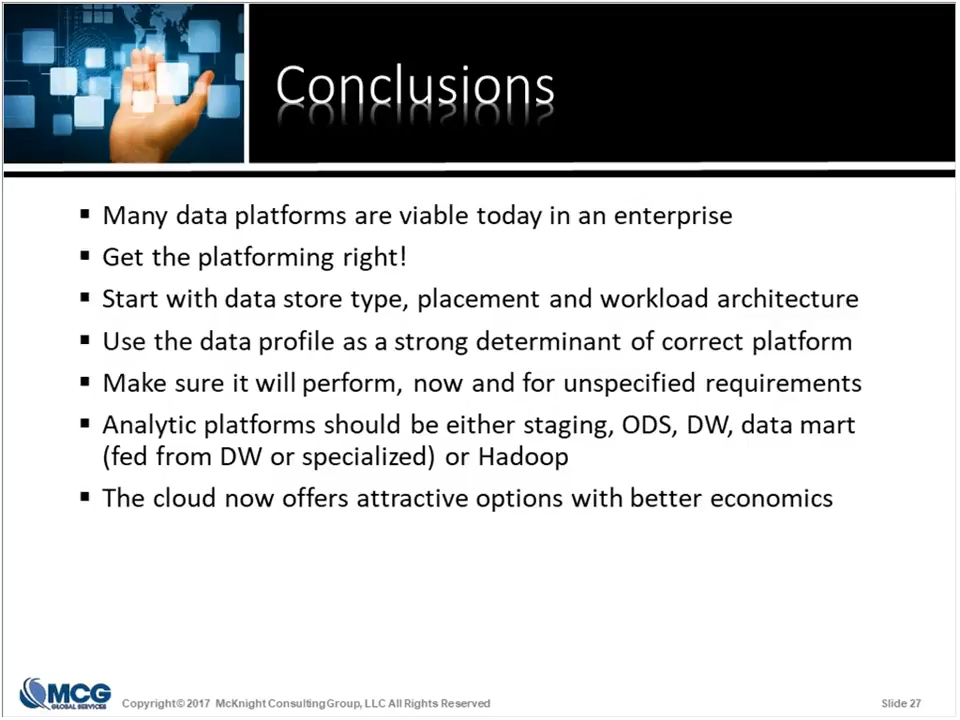 Conclusions
▪ Many data platforms are viable today in an enterprise
▪ Get the platforming right!
▪ Start with data store type, placement and workload architecture
▪ Use the data profile as a strong determinant of correct platform
▪ Make sure it will perform, now and for unspecified requirements
▪ Analytic platforms should be either staging, ODS, DW, data mart
(fed from DW or specialized) or Hadoop
▪ The cloud now offers attractive options with better economics
MCG
GLOBAL SERVICES
Copyright© 2017 McKnight Consulting Group, LLC All Rights Reserved
Slide 27